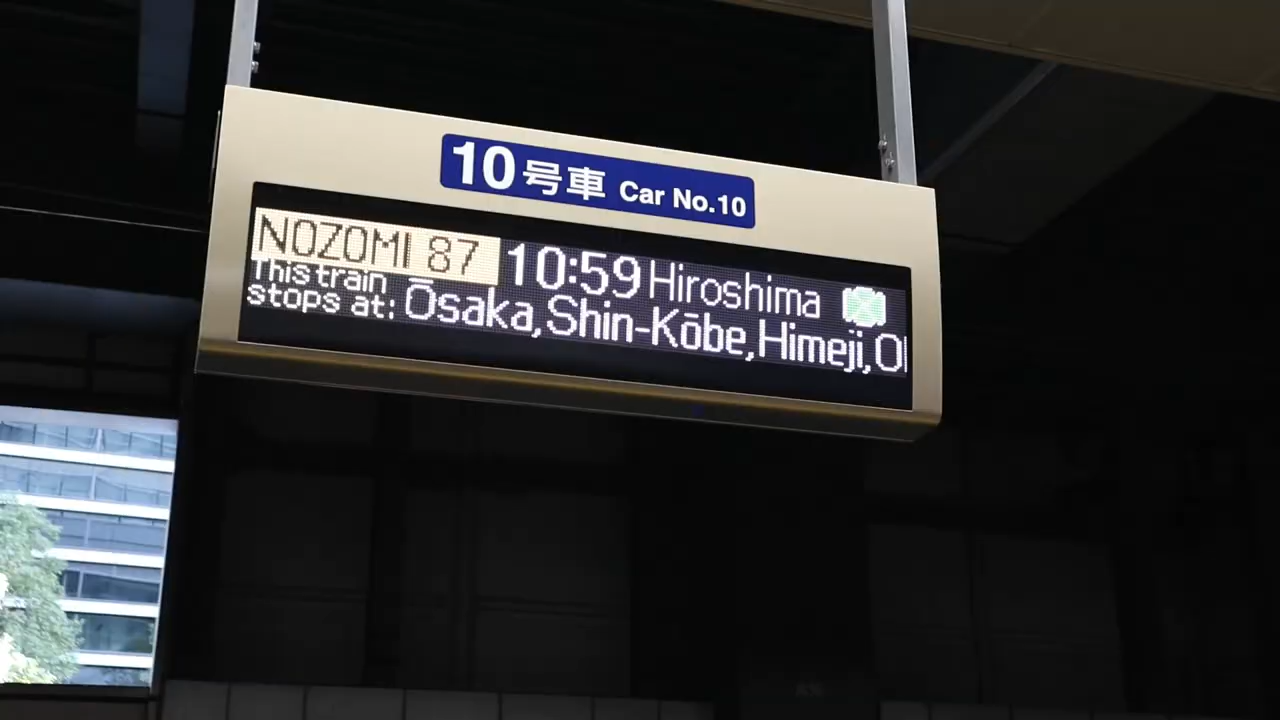 10号車 Car No.10
NOZOMI 87 10:59 Hiroshima
This train
stops at: Ōsaka,Shin-Kōbe,Himeji,O